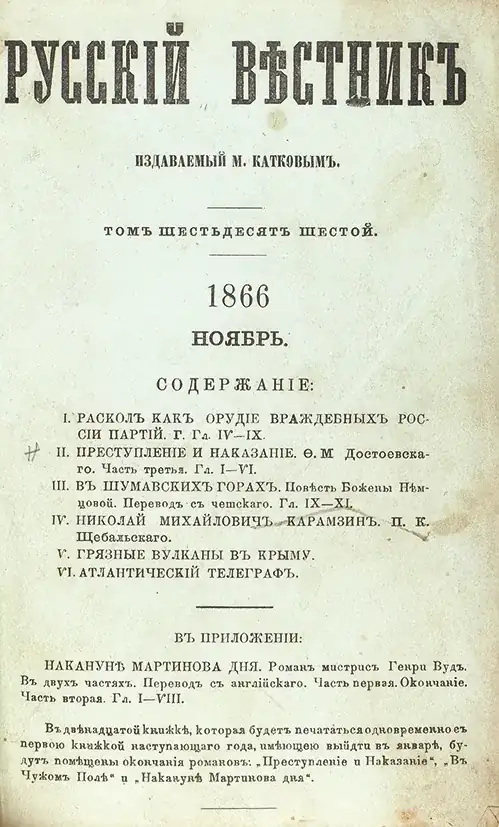 РУССКІЙ ВѢСТНИКЪ
ИЗДАВАЕМЫЙ М. КАТКОВЫМЪ.
ТОМЪ ШЕСТЬДЕСЯТЪ ШЕСТОЙ.
1866
НОЯБРЬ.
СОДЕРЖАНІЕ:
I. РАСКОЛЪ КАКЪ ОРУДІЕ ВРАЖДЕБНЫХЪ РОС-
СІИ ПАРТІЙ. Г. Гл. IV—IX.
II. ПРЕСТУПЛЕНІЕ И НАКАЗАНІЕ. Ѳ. М Достоевска-
го. Часть третья. Гл. I—VI.
III. ВЪ ШУМАВСКИХЪ ГОРАХЪ. Повѣсть Божены Нѣм-
цовой. Переводъ съ чешскаго. Гл. IX—XI.
IV. НИКОЛАЙ МИХАЙЛОВИЧЪ КАРАМЗИНЪ. П. К.
Щебальскаго.
V. ГРЯЗНЫЕ ВУЛКАНЫ ВЪ КРЫМУ.
VI. АТЛАНТИЧЕСКІЙ ТЕЛЕГРАФЪ.
ВЪ ПРИЛОЖЕНІИ:
НАКАНУНѢ МАРТИНОВА ДНЯ. Романъ мистрисъ Генри Вудъ.
Въ двухъ частяхъ. Переводъ съ англійскаго. Часть первая. Окончаніе.
Часть вторая. Гл. I—VIII.
Въ двѣнадцатой книжкѣ, которая будетъ печататься одновременно съ
первою книжкой наступающаго года, имѣющею выйдти въ январѣ, бу-
дутъ помѣщены окончанія романовъ: „Преступленіе и Наказаніе“, „Въ
Чужомъ Полѣ“ и „Наканунѣ Мартинова дня“.